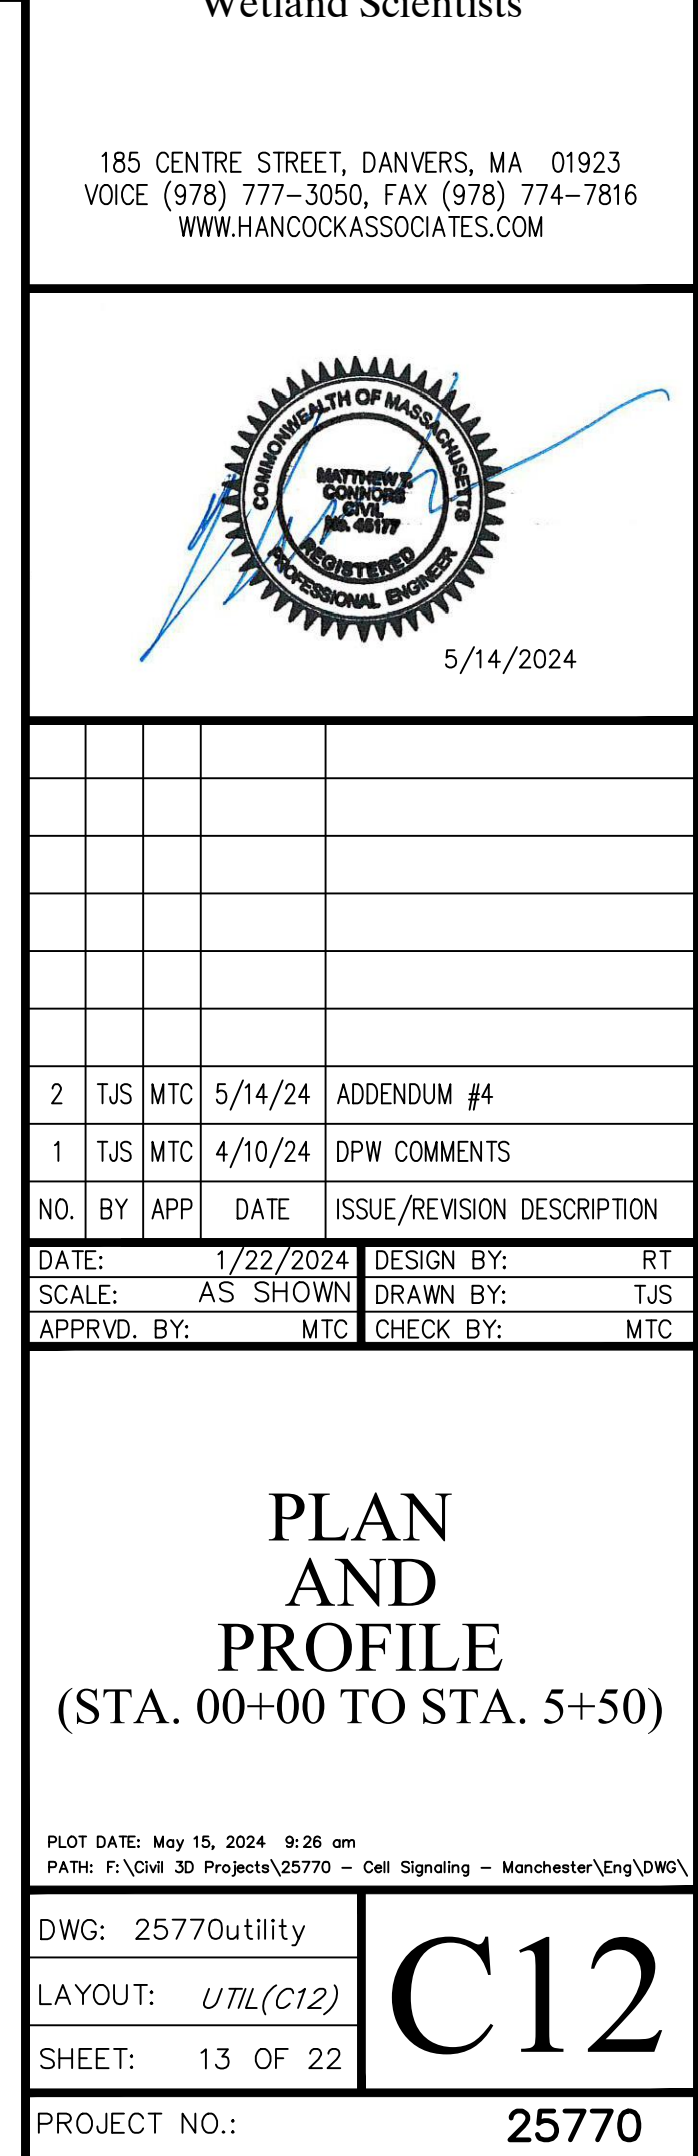 Wetland Scientists
185 CENTRE STREET, DANVERS, MA 01923
VOICE (978) 777-3050, FAX (978) 774-7816
WWW.HANCOCKASSOCIATES.COM
COMMONWEALTH OF MASSACHUSETTS
MATTHEW T.
CONNORS
CIVIL
No. 46177
REGISTERED
PROFESSIONAL ENGINEER
5/14/2024
2 TJS MTC 5/14/24 ADDENDUM #4
1 TJS MTC 4/10/24 DPW COMMENTS
NO. BY APP DATE ISSUE/REVISION DESCRIPTION
DATE: 1/22/2024 DESIGN BY: RT
SCALE: AS SHOWN DRAWN BY: TJS
APPRVD. BY: MTC CHECK BY: MTC
PLAN
AND
PROFILE
(STA. 00+00 TO STA. 5+50)
PLOT DATE: May 15, 2024 9:26 am
PATH: F:\Civil 3D Projects\25770 - Cell Signaling - Manchester\Eng\DWG\
DWG: 25770utility
LAYOUT: UTIL(C12)
SHEET: 13 OF 22
C12
PROJECT NO.: 25770